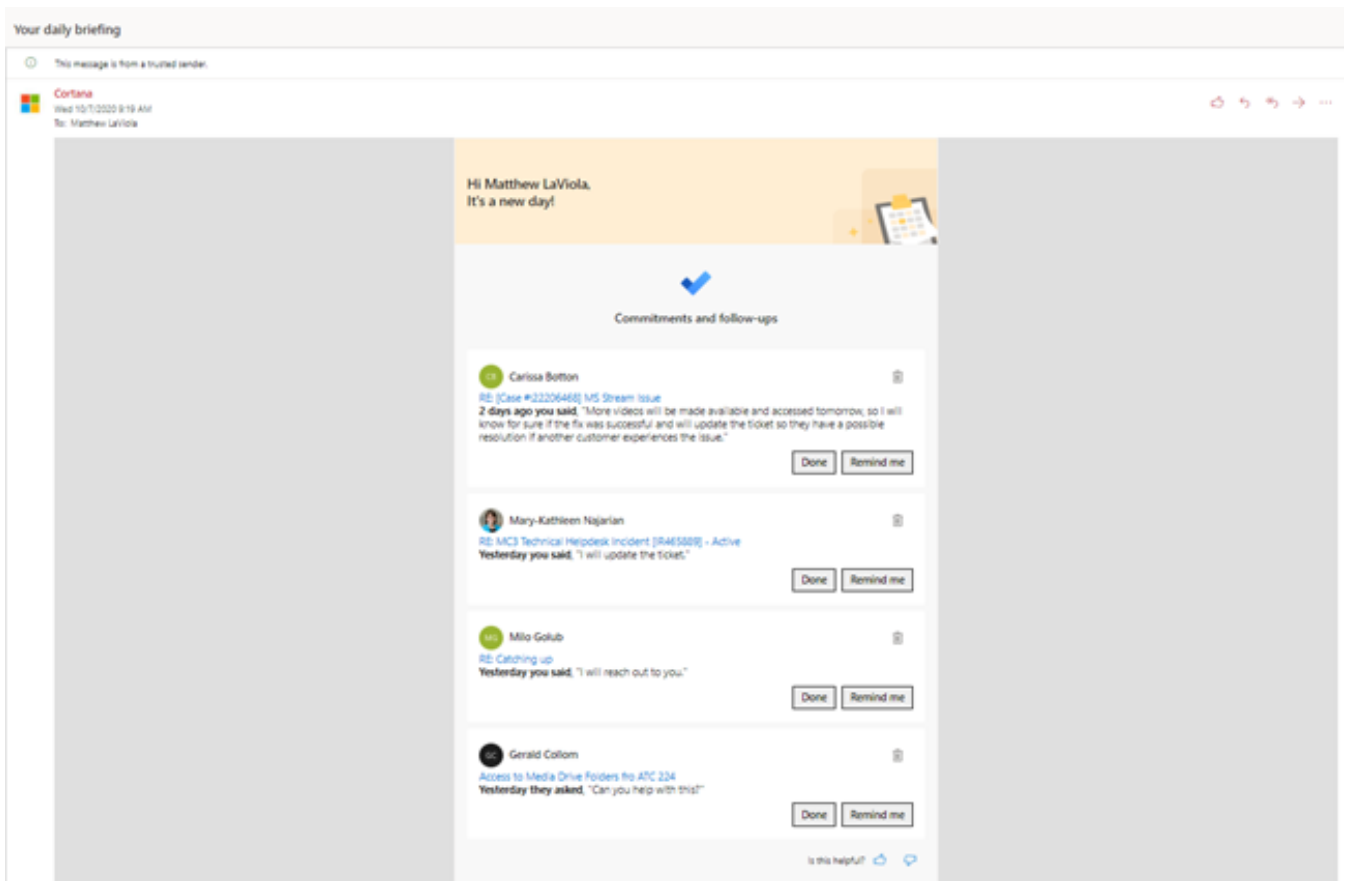 Your daily briefing
This message is from a trusted sender.
Cortana
Wed 10/7/2020 9:19 AM
To: Matthew LaViola
Hi Matthew LaViola,
It's a new day!
Commitments and follow-ups
CB Carissa Botton
RE: [Case #:22206468] MS Stream Issue
2 days ago you said, "More videos will be made available and accessed tomorrow, so I will
know for sure if the fix was successful and will update the ticket so they have a possible
resolution if another customer experiences the issue."
Done Remind me
Mary-Kathleen Najarian
RE: MC3 Technical Helpdesk Incident [IR465889] - Active
Yesterday you said, "I will update the ticket."
Done Remind me
MG Milo Golub
RE: Catching up
Yesterday you said, "I will reach out to you."
Done Remind me
GC Gerald Collom
Access to Media Drive Folders fro ATC 224
Yesterday they asked, "Can you help with this?"
Done Remind me
Is this helpful?